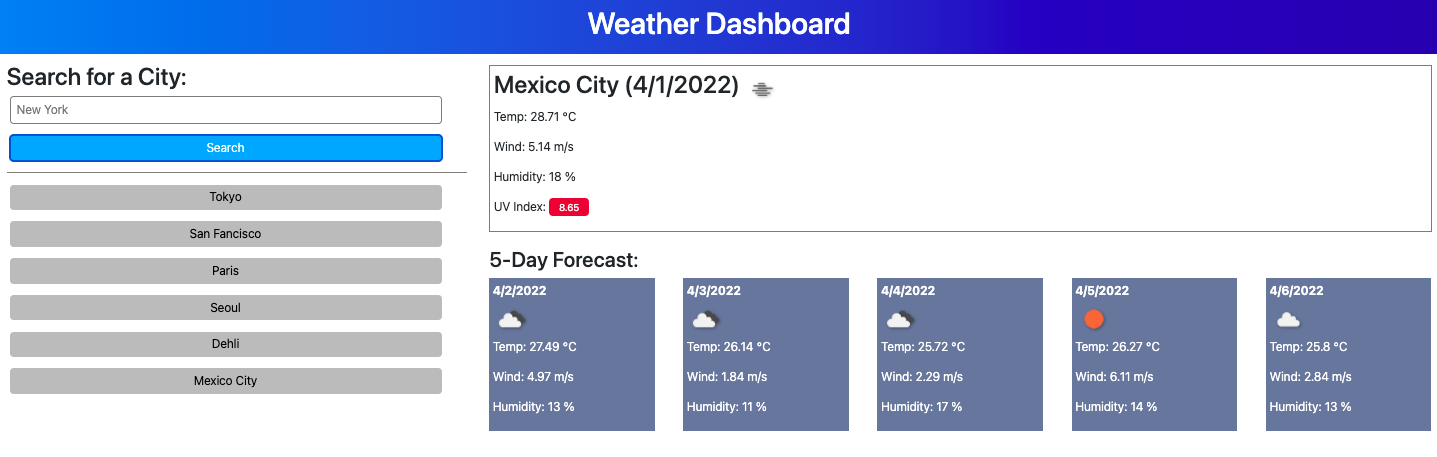 Weather Dashboard
Search for a City:
New York
Search
Tokyo
San Fancisco
Paris
Seoul
Dehli
Mexico City
Mexico City (4/1/2022)
Temp: 28.71 °C
Wind: 5.14 m/s
Humidity: 18 %
UV Index: 8.65
5-Day Forecast:
4/2/2022
Temp: 27.49 °C
Wind: 4.97 m/s
Humidity: 13 %
4/3/2022
Temp: 26.14 °C
Wind: 1.84 m/s
Humidity: 11 %
4/4/2022
Temp: 25.72 °C
Wind: 2.29 m/s
Humidity: 17 %
4/5/2022
Temp: 26.27 °C
Wind: 6.11 m/s
Humidity: 14 %
4/6/2022
Temp: 25.8 °C
Wind: 2.84 m/s
Humidity: 13 %